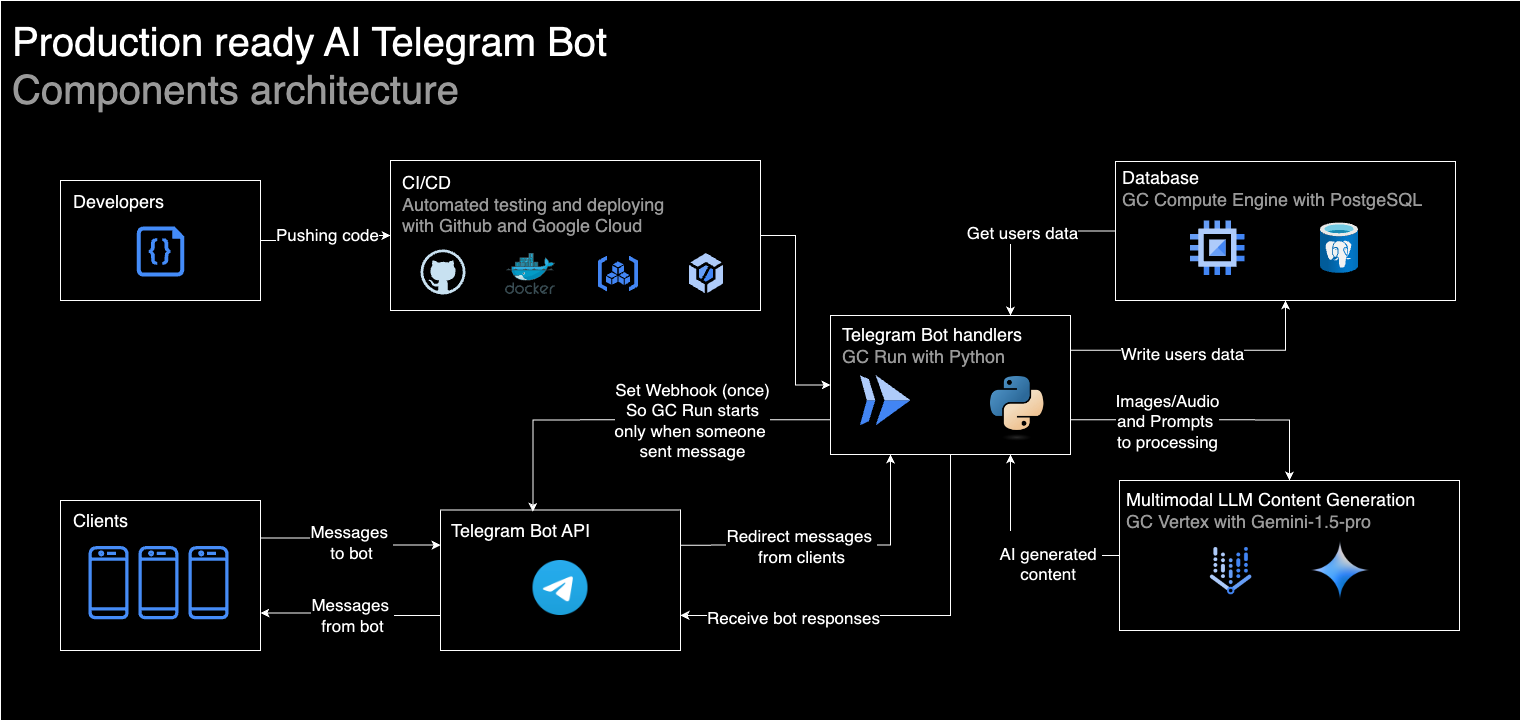 Production ready AI Telegram Bot
Components architecture
Developers
Pushing code
CI/CD
Automated testing and deploying
with Github and Google Cloud
docker
Database
GC Compute Engine with PostgeSQL
Get users data
Telegram Bot handlers
GC Run with Python
Write users data
Set Webhook (once)
So GC Run starts
only when someone
sent message
Images/Audio
and Prompts
to processing
Clients
Messages
to bot
Messages
from bot
Telegram Bot API
Redirect messages
from clients
Receive bot responses
AI generated
content
Multimodal LLM Content Generation
GC Vertex with Gemini-1.5-pro